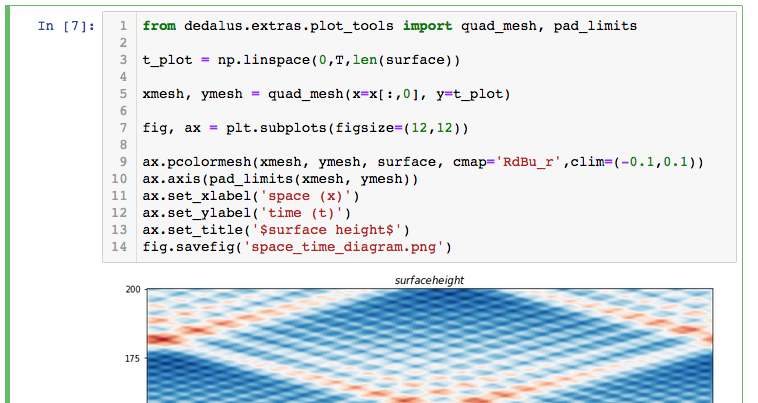 In [7]:
1 from dedalus.extras.plot_tools import quad_mesh, pad_limits
2
3 t_plot = np.linspace(0,T,len(surface))
4
5 xmesh, ymesh = quad_mesh(x=x[:,0], y=t_plot)
6
7 fig, ax = plt.subplots(figsize=(12,12))
8
9 ax.pcolormesh(xmesh, ymesh, surface, cmap='RdBu_r',clim=(-0.1,0.1))
10 ax.axis(pad_limits(xmesh, ymesh))
11 ax.set_xlabel('space (x)')
12 ax.set_ylabel('time (t)')
13 ax.set_title('$surface height$')
14 fig.savefig('space_time_diagram.png')
surfaceheight
200
175